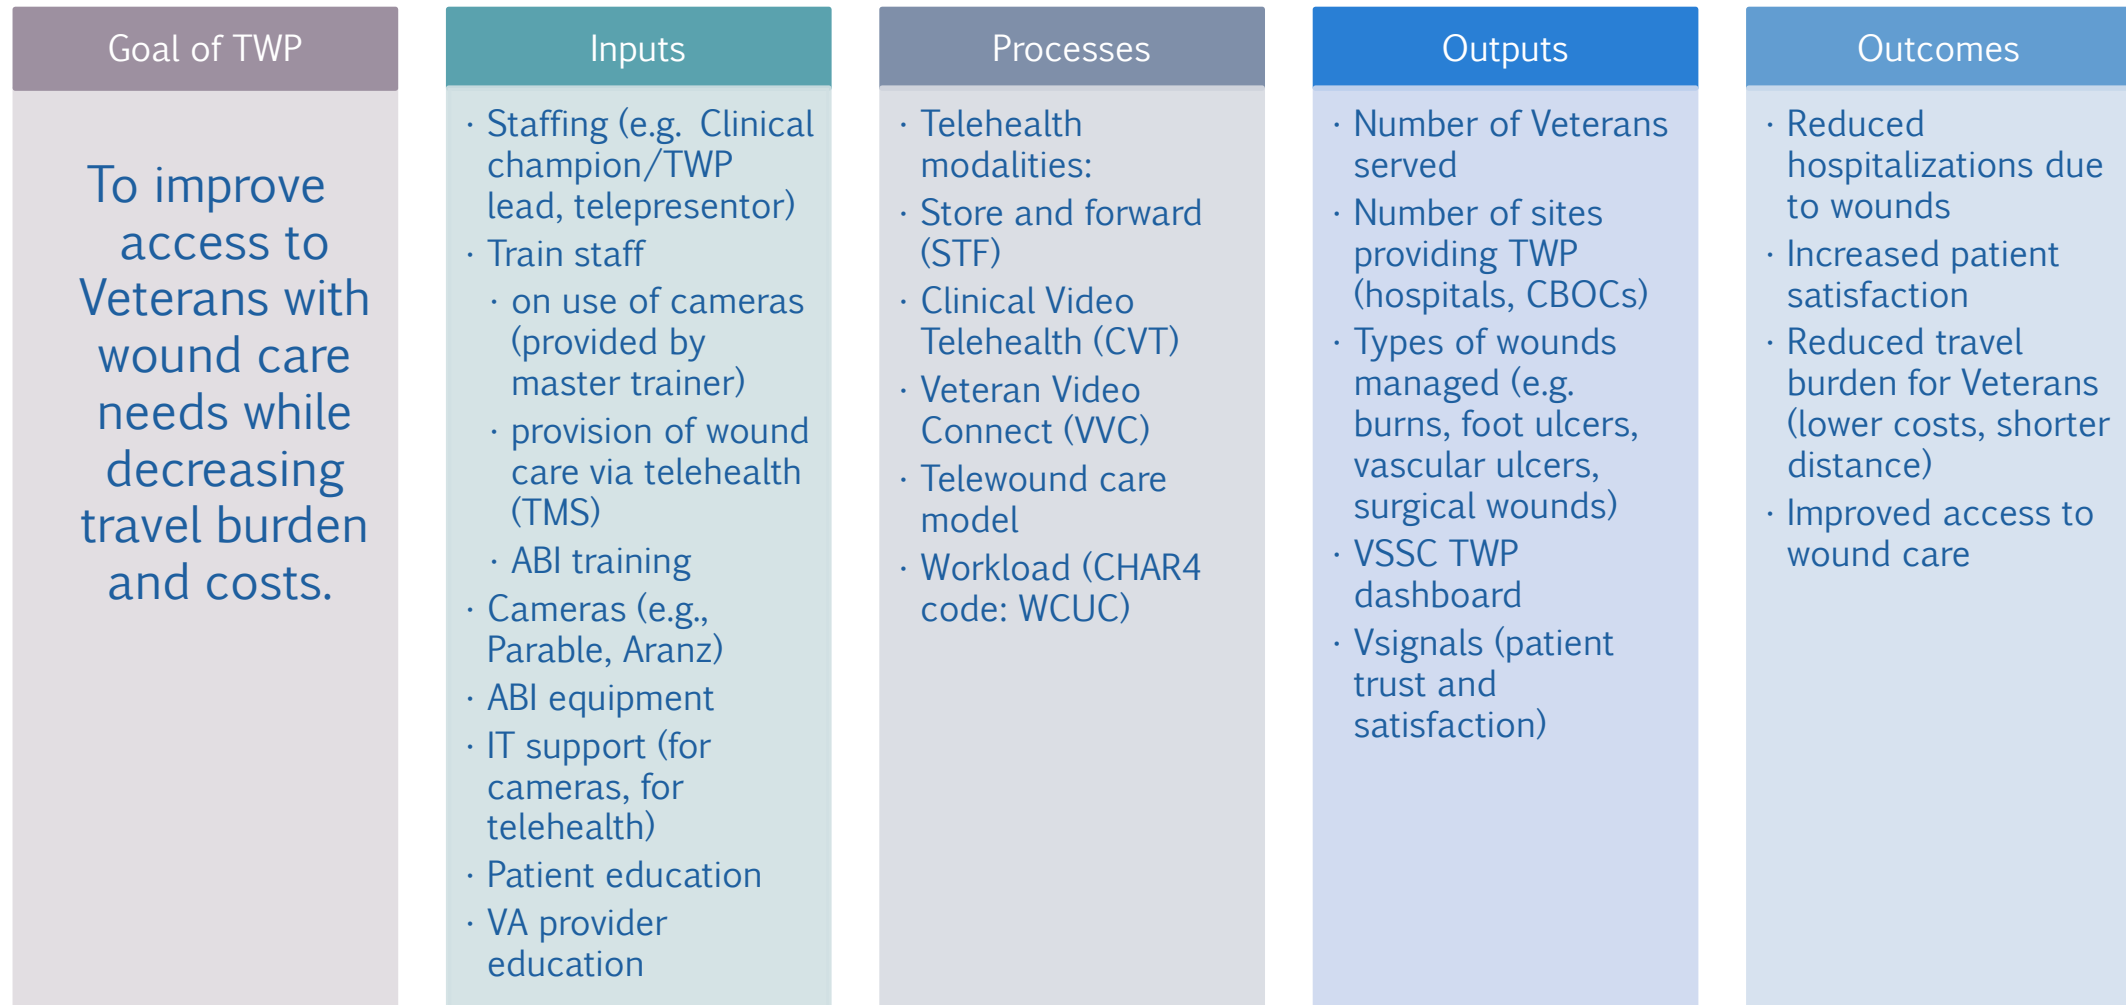 Goal of TWP
To improve
access to
Veterans with
wound care
needs while
decreasing
travel burden
and costs.
Inputs
· Staffing (e.g. Clinical
champion/TWP
lead, telepresentor)
· Train staff
· on use of cameras
(provided by
master trainer)
· provision of wound
care via telehealth
(TMS)
· ABI training
· Cameras (e.g.,
Parable, Aranz)
· ABI equipment
· IT support (for
cameras, for
telehealth)
· Patient education
· VA provider
education
Processes
· Telehealth
modalities:
· Store and forward
(STF)
· Clinical Video
Telehealth (CVT)
· Veteran Video
Connect (VVC)
· Telewound care
model
· Workload (CHAR4
code: WCUC)
Outputs
· Number of Veterans
served
· Number of sites
providing TWP
(hospitals, CBOCs)
· Types of wounds
managed (e.g.
burns, foot ulcers,
vascular ulcers,
surgical wounds)
· VSSC TWP
dashboard
· Vsignals (patient
trust and
satisfaction)
Outcomes
· Reduced
hospitalizations due
to wounds
· Increased patient
satisfaction
· Reduced travel
burden for Veterans
(lower costs, shorter
distance)
· Improved access to
wound care